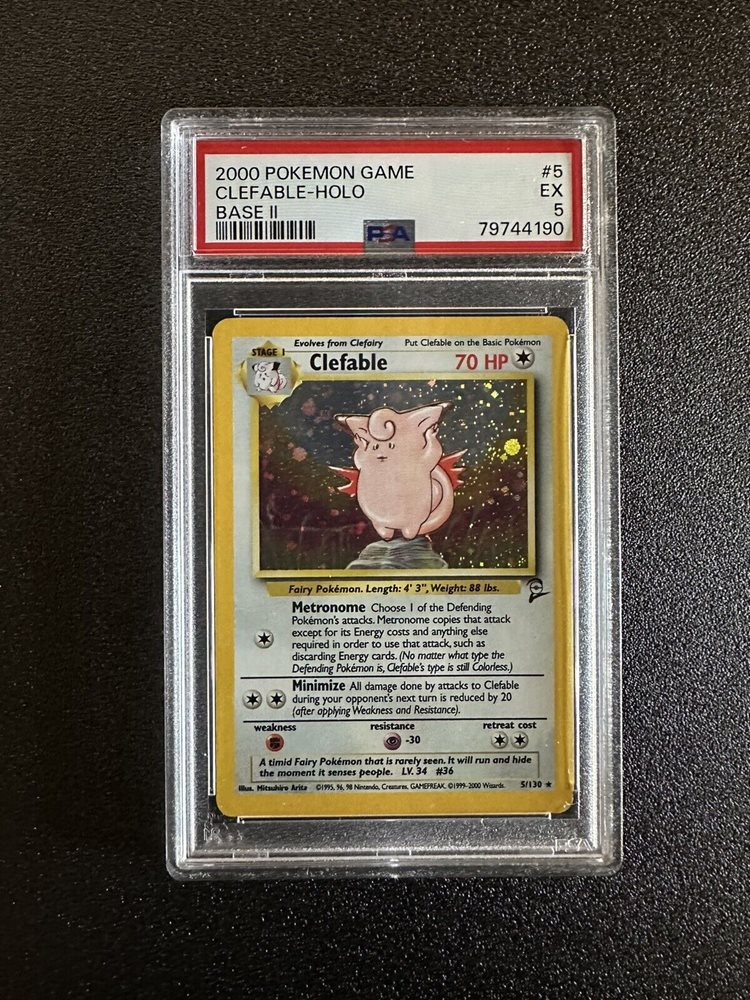 2000 POKEMON GAME #5
CLEFABLE-HOLO EX
BASE II 5
PSA 79744190
Evolves from Clefairy Put Clefable on the Basic Pokémon
STAGE 1 Clefable 70 HP
Fairy Pokémon. Length: 4' 3", Weight: 88 lbs.
Metronome Choose 1 of the Defending
Pokémon's attacks. Metronome copies that attack
except for its Energy costs and anything else
required in order to use that attack, such as
discarding Energy cards. (No matter what type the
Defending Pokémon is, Clefable's type is still Colorless.)
Minimize All damage done by attacks to Clefable
during your opponent's next turn is reduced by 20
(after applying Weakness and Resistance).
weakness resistance retreat cost
-30
A timid Fairy Pokémon that is rarely seen. It will run and hide
the moment it senses people. LV. 34 #36
Illus. Mitsuhiro Arita ©1995, 96, 98 Nintendo, Creatures, GAMEFREAK. ©1999-2000 Wizards. 5/130 ★